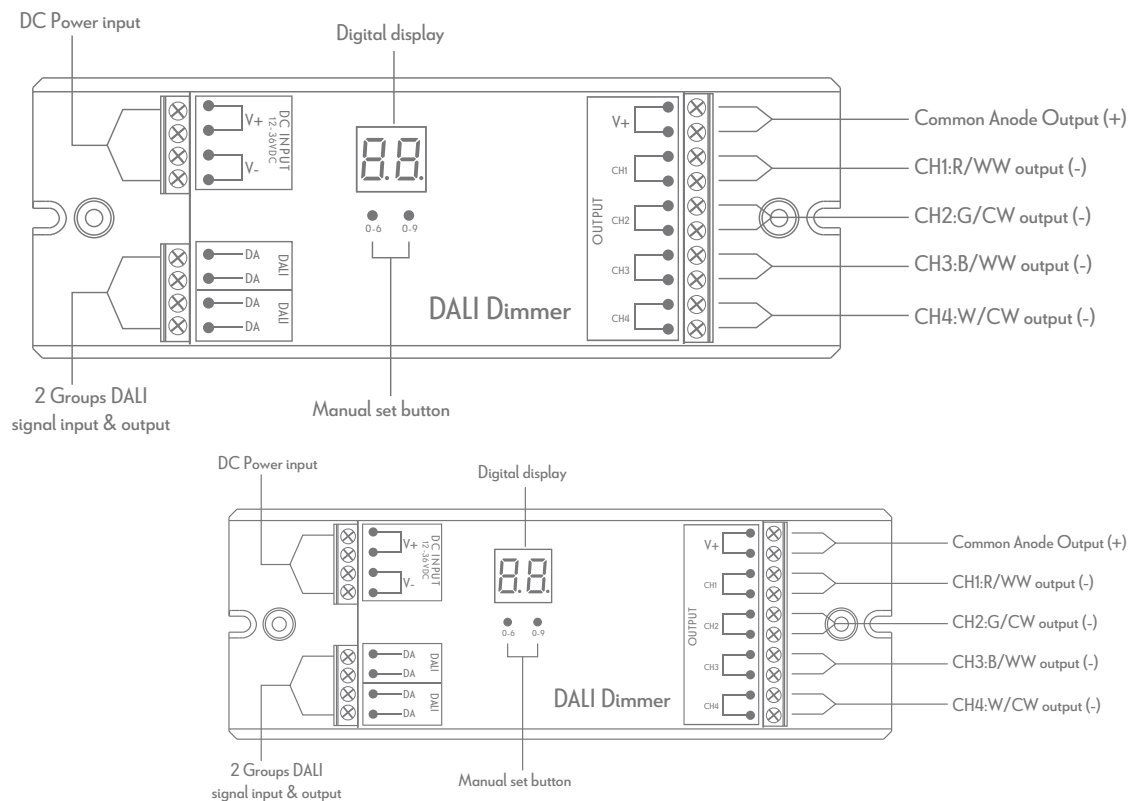 DC Power input
Digital display
V+
V-
DC INPUT
12-36VDC
0-6
0-9
DA
DA
DALI
DA
DA
DALI
DALI Dimmer
OUTPUT
V+
CH1
CH2
CH3
CH4
Common Anode Output (+)
CH1:R/WW output (-)
CH2:G/CW output (-)
CH3:B/WW output (-)
CH4:W/CW output (-)
2 Groups DALI
signal input & output
Manual set button
DC Power input
Digital display
V+
V-
DC INPUT
12-36VDC
8.8.
0-6
0-9
DA
DA
DALI
DA
DA
DALI
DALI Dimmer
OUTPUT
V+
CH1
CH2
CH3
CH4
Common Anode Output (+)
CH1:R/WW output (-)
CH2:G/CW output (-)
CH3:B/WW output (-)
CH4:W/CW output (-)
2 Groups DALI
signal input & output
Manual set button